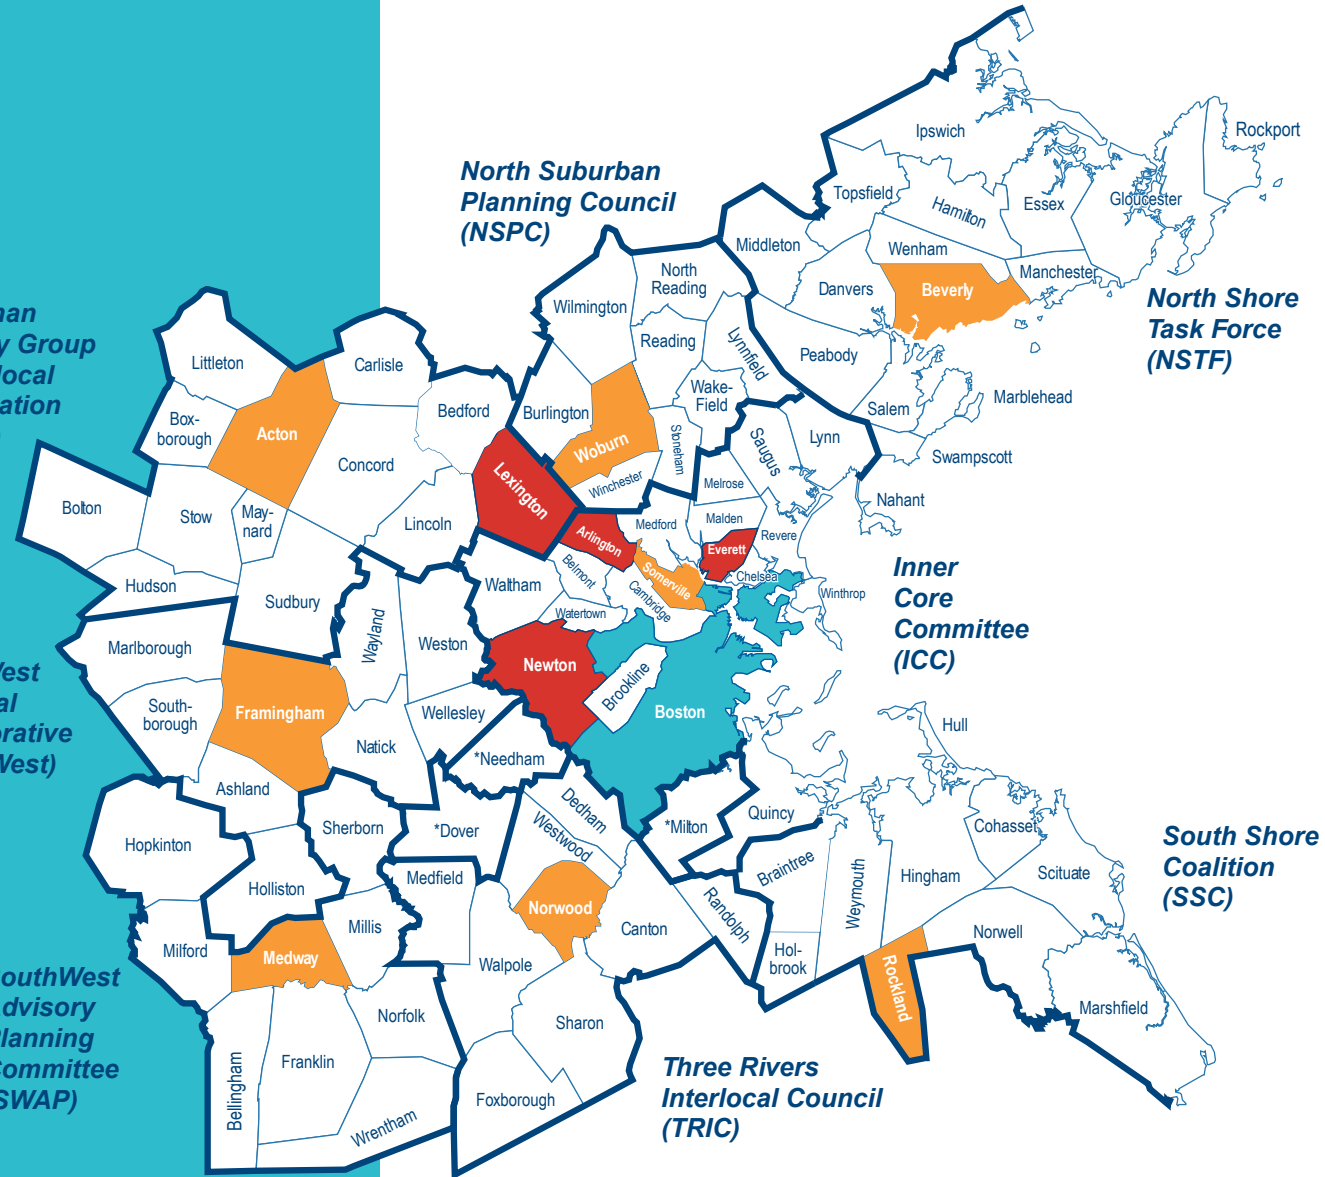 Ipswich
Rockport
Topsfield
Hamilton
Essex
Gloucester
North Suburban
Planning Council
(NSPC)
Middleton
Wenham
Manchester
North
Reading
Danvers
Beverly
North Shore
Task Force
(NSTF)
Wilmington
Reading
Lynnfield
Peabody
y Group
local
Littleton
Carlisle
Wake-
Field
Marblehead
Salem
Bedford
Burlington
Box-
borough
Acton
Woburn
Stoneham
Saugus
Lynn
Swampscott
Concord
Lexington
Winchester
Melrose
Nahant
Bolton
Stow
May-
nard
Lincoln
Medford
Malden
Revere
Arlington
Everett
Inner
Core
Committee
(ICC)
Hudson
Sudbury
Waltham
Belmont
Somerville
Chelsea
Winthrop
Cambridge
Watertown
Marlborough
Wayland
Weston
Newton
Brookline
Boston
West
al
orative
West)
South-
borough
Framingham
Wellesley
Natick
*Needham
Hull
Ashland
Dedham
Westwood
*Milton
Quincy
Cohasset
Hopkinton
Sherborn
*Dover
South Shore
Coalition
(SSC)
Scituate
Holliston
Medfield
Braintree
Weymouth
Hingham
Norwood
Randolph
Canton
Millis
Milford
Medway
Walpole
Hol-
brook
Norwell
Rockland
Marshfield
outhWest
dvisory
lanning
ommittee
SWAP)
Norfolk
Sharon
Bellingham
Franklin
Foxborough
Wrentham
Three Rivers
Interlocal Council
(TRIC)